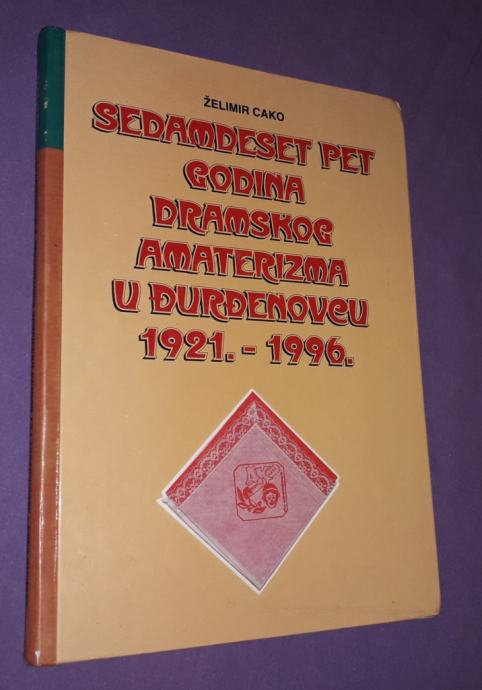 ŽELIMIR CAKO
SEDAMDESET PET
GODINA
DRAMSKOG
AMATERIZMA
U ĐURĐENOVCU
1921. - 1996.